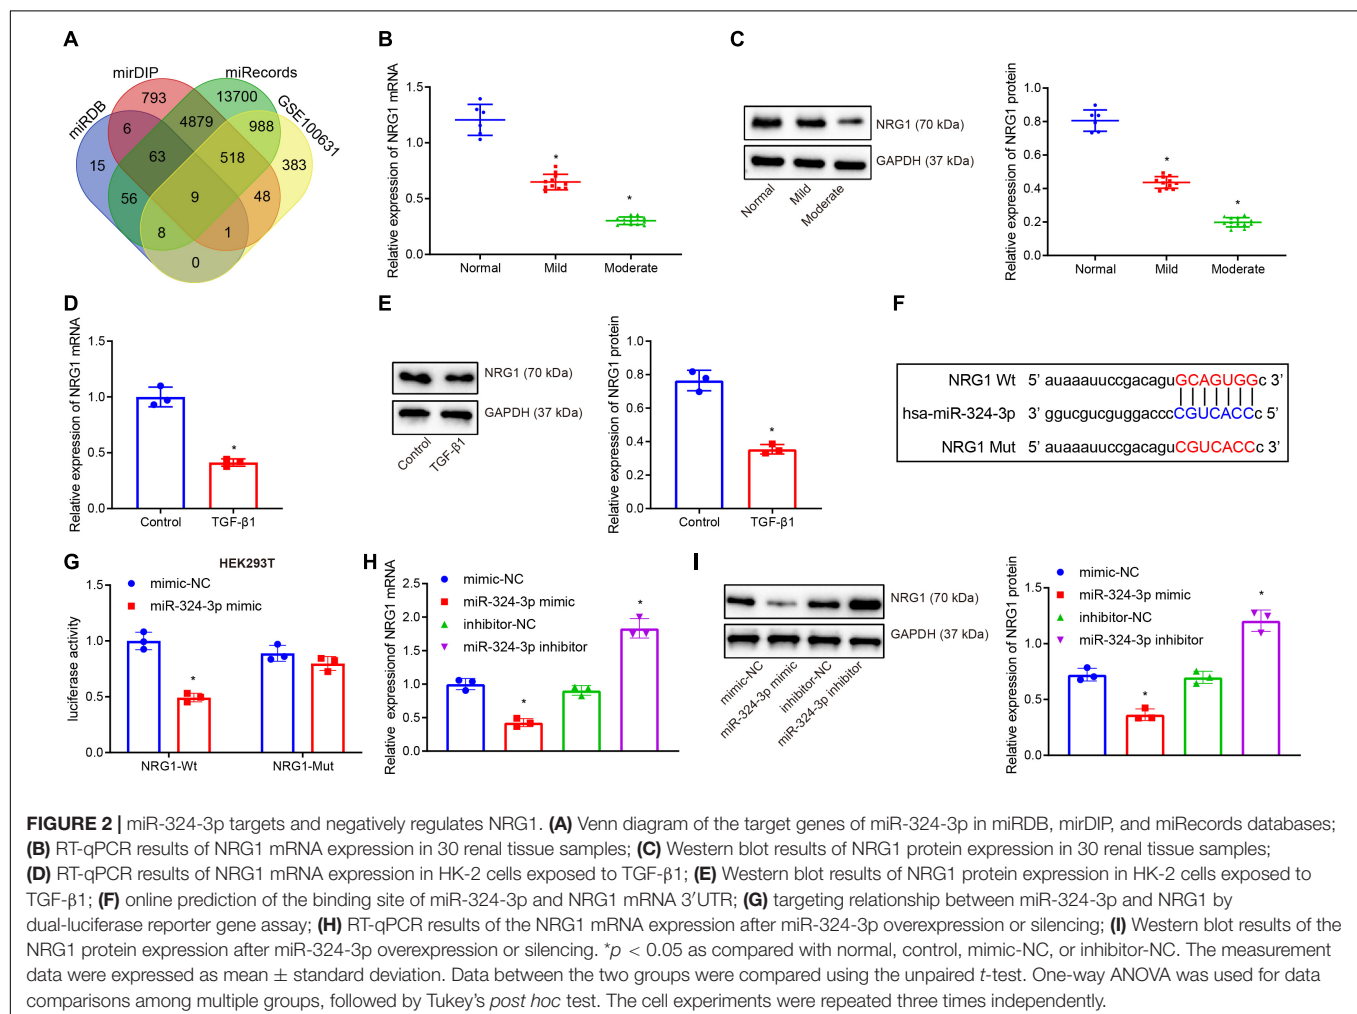 A
miRDB
mirDIP
miRecords
GSE100631
793
13700
6
4879
988
15
63
518
383
56
9
48
8
1
0
B
Relative expression of NRG1 mRNA
1.5
1.0
0.5
0.0
*
*
Normal
Mild
Moderate
C
NRG1 (70 kDa)
GAPDH (37 kDa)
Normal
Mild
Moderate
Relative expression of NRG1 protein
1.0
0.8
0.6
0.4
0.2
0.0
*
*
Normal
Mild
Moderate
D
Relative expression of NRG1 mRNA
1.5
1.0
0.5
0.0
*
Control
TGF-β1
E
NRG1 (70 kDa)
GAPDH (37 kDa)
Control
TGF-β1
Relative expression of NRG1 protein
1.0
0.8
0.6
0.4
0.2
0.0
*
Control
TGF-β1
F
NRG1 Wt 5’ auaaauuccgacaguGCAGUGGc 3’
hsa-miR-324-3p 3’ ggucgucguggacccCGUCACCc 5’
NRG1 Mut 5’ auaaauuccgacaguCGUCACCc 3’
G
HEK293T
mimic-NC
miR-324-3p mimic
luciferase activity
1.5
1.0
0.5
0.0
*
NRG1-Wt
NRG1-Mut
H
Relative expressionof NRG1 mRNA
mimic-NC
miR-324-3p mimic
inhibitor-NC
miR-324-3p inhibitor
2.5
2.0
1.5
1.0
0.5
0.0
*
*
I
NRG1 (70 kDa)
GAPDH (37 kDa)
mimic-NC
miR-324-3p mimic
inhibitor-NC
miR-324-3p inhibitor
Relative expression of NRG1 protein
mimic-NC
miR-324-3p mimic
inhibitor-NC
miR-324-3p inhibitor
1.5
1.0
0.5
0.0
*
*
FIGURE 2 | miR-324-3p targets and negatively regulates NRG1. (A) Venn diagram of the target genes of miR-324-3p in miRDB, mirDIP, and miRecords databases;
(B) RT-qPCR results of NRG1 mRNA expression in 30 renal tissue samples; (C) Western blot results of NRG1 protein expression in 30 renal tissue samples;
(D) RT-qPCR results of NRG1 mRNA expression in HK-2 cells exposed to TGF-β1; (E) Western blot results of NRG1 protein expression in HK-2 cells exposed to
TGF-β1; (F) online prediction of the binding site of miR-324-3p and NRG1 mRNA 3′UTR; (G) targeting relationship between miR-324-3p and NRG1 by
dual-luciferase reporter gene assay; (H) RT-qPCR results of the NRG1 mRNA expression after miR-324-3p overexpression or silencing; (I) Western blot results of the
NRG1 protein expression after miR-324-3p overexpression or silencing. *p < 0.05 as compared with normal, control, mimic-NC, or inhibitor-NC. The measurement
data were expressed as mean ± standard deviation. Data between the two groups were compared using the unpaired t-test. One-way ANOVA was used for data
comparisons among multiple groups, followed by Tukey’s post hoc test. The cell experiments were repeated three times independently.